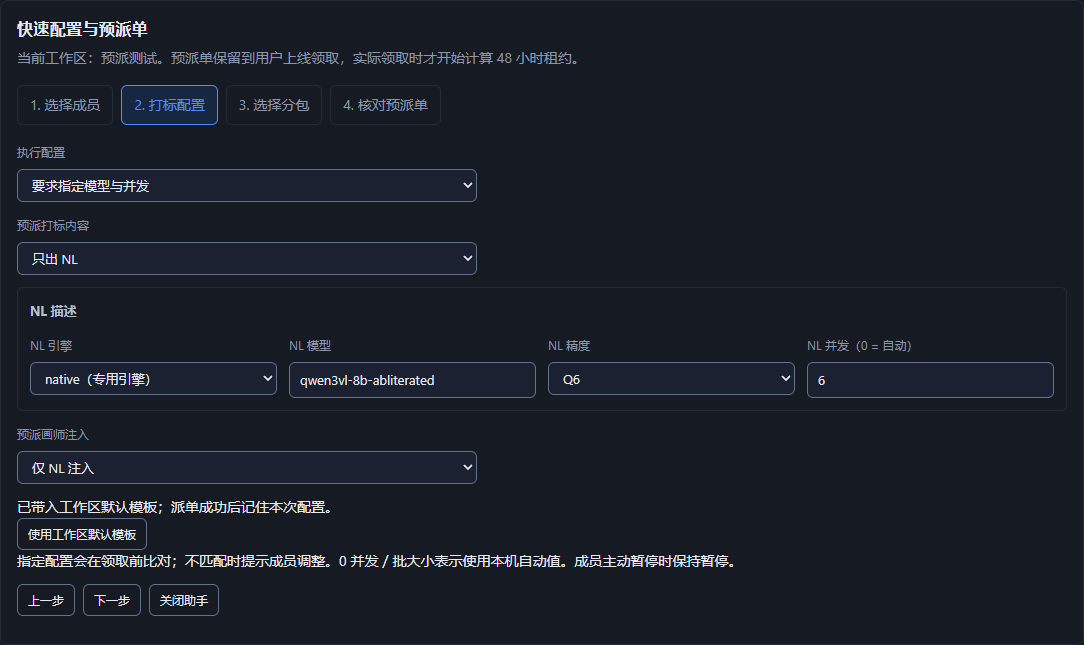 快速配置与预派单
当前工作区：预派测试。预派单保留到用户上线领取，实际领取时才开始计算 48 小时租约。
1. 选择成员 2. 打标配置 3. 选择分包 4. 核对预派单
执行配置
要求指定模型与并发
预派打标内容
只出 NL
NL 描述
NL 引擎 NL 模型 NL 精度 NL 并发（0 = 自动）
native（专用引擎） qwen3vl-8b-abliterated Q6 6
预派画师注入
仅 NL 注入
已带入工作区默认模板；派单成功后记住本次配置。
使用工作区默认模板
指定配置会在领取前比对；不匹配时提示成员调整。0 并发 / 批大小表示使用本机自动值。成员主动暂停时保持暂停。
上一步 下一步 关闭助手